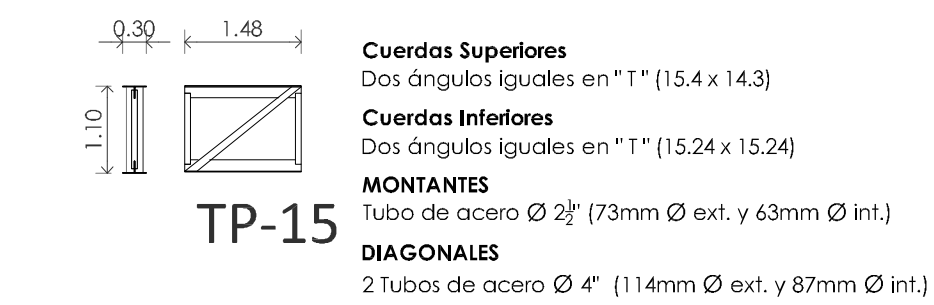 0.30
1.48
1.10
TP-15
Cuerdas Superiores
Dos ángulos iguales en "T" (15.4 x 14.3)
Cuerdas Inferiores
Dos ángulos iguales en "T" (15.24 x 15.24)
MONTANTES
Tubo de acero Ø 2½" (73mm Ø ext. y 63mm Ø int.)
DIAGONALES
2 Tubos de acero Ø 4" (114mm Ø ext. y 87mm Ø int.)